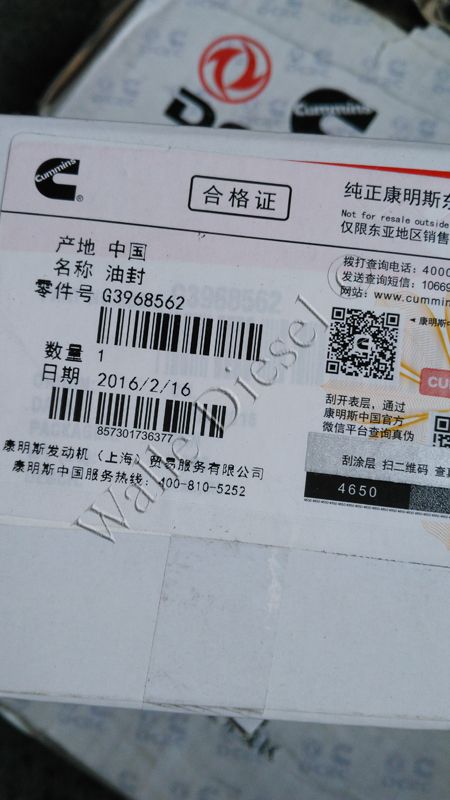 Cummins
Cummins
合格证
纯正康明斯
Not for resale outside
仅限东亚地区销售
产地 中国
名称 油封
零件号 G3968562
数量 1
日期 2016/2/16
857301736377
康明斯发动机（上海）贸易服务有限公司
康明斯中国服务热线：400-810-5252
拨打查询电话：4000
发送查询短信：10669
网站：www.cummin
康明斯中
CU
刮开表层，通过
康明斯中国官方
微信平台查询真伪
刮涂层 扫二维码 查真
4650
Walke Diesel